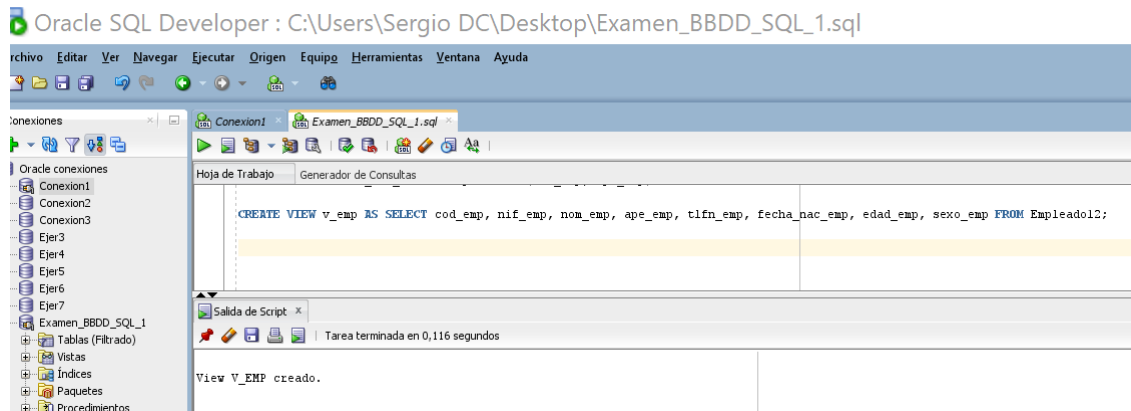 Oracle SQL Developer : C:\Users\Sergio DC\Desktop\Examen_BBDD_SQL_1.sql
rchivo Editar Ver Navegar Ejecutar Origen Equipo Herramientas Ventana Ayuda
Conexiones
Conexion1
Examen_BBDD_SQL_1.sql
Oracle conexiones
Conexion1
Conexion2
Conexion3
Ejer3
Ejer4
Ejer5
Ejer6
Ejer7
Examen_BBDD_SQL_1
Tablas (Filtrado)
Vistas
Índices
Paquetes
Procedimientos
Hoja de Trabajo
Generador de Consultas
CREATE VIEW v_emp AS SELECT cod_emp, nif_emp, nom_emp, ape_emp, tlfn_emp, fecha_nac_emp, edad_emp, sexo_emp FROM Empleado12;
Salida de Script
Tarea terminada en 0,116 segundos
View V_EMP creado.